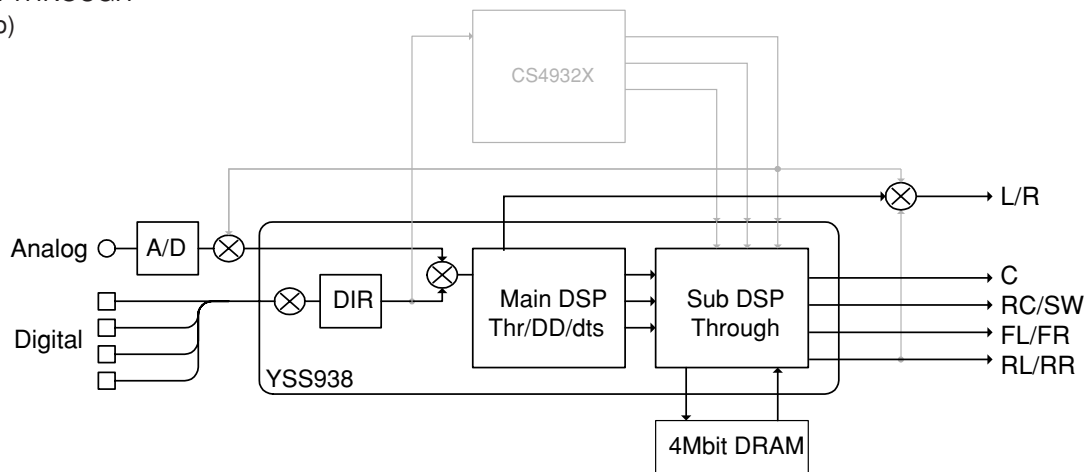 o)
CS4932X
L/R
Analog
A/D
C
DIR
Main DSP
Thr/DD/dts
Sub DSP
Through
RC/SW
FL/FR
RL/RR
Digital
YSS938
4Mbit DRAM